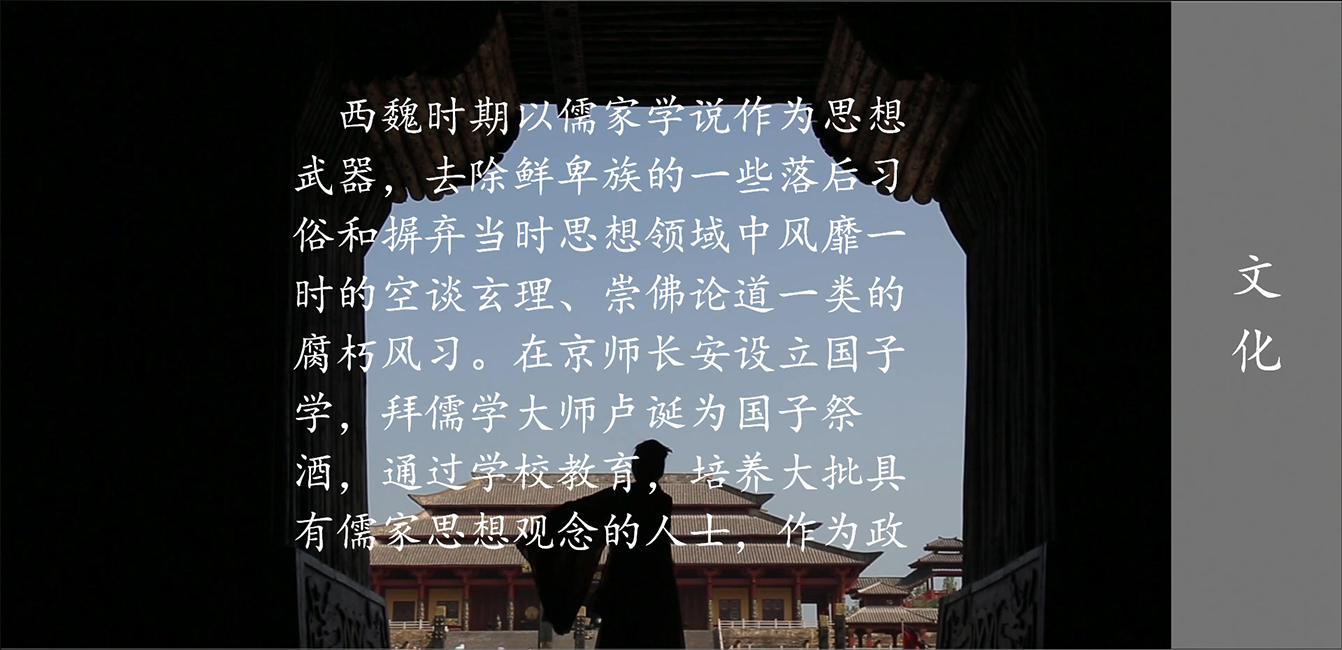 西魏时期以儒家学说作为思想
武器，去除鲜卑族的一些落后习
俗和摒弃当时思想领域中风靡一
时的空谈玄理、崇佛论道一类的
腐朽风习。在京师长安设立国子
学，拜儒学大师卢诞为国子祭
酒，通过学校教育，培养大批具
有儒家思想观念的人士，作为政
文化